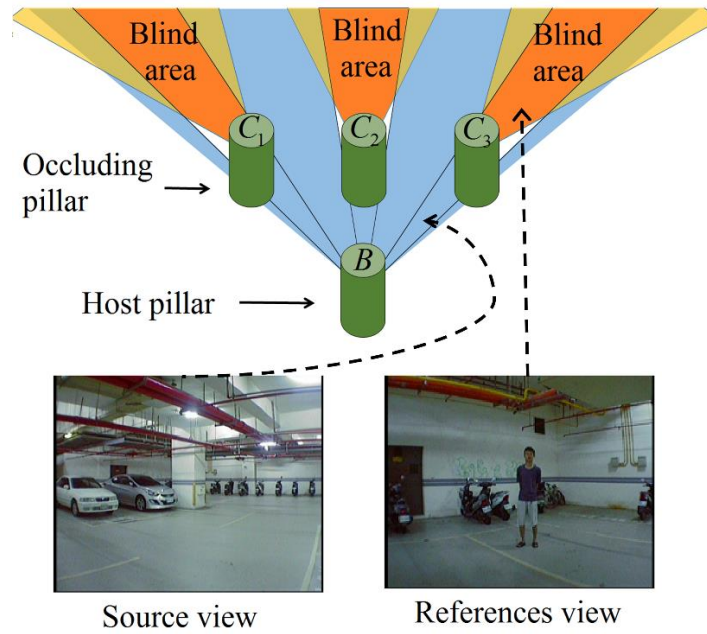 Blind
area
Blind
area
Blind
area
C1
C2
C3
Occluding
pillar
B
Host pillar
Source view
References view